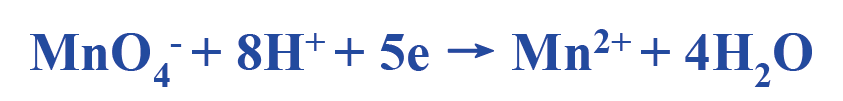 MnO₄⁻ + 8H⁺ + 5e → Mn²⁺ + 4H₂O